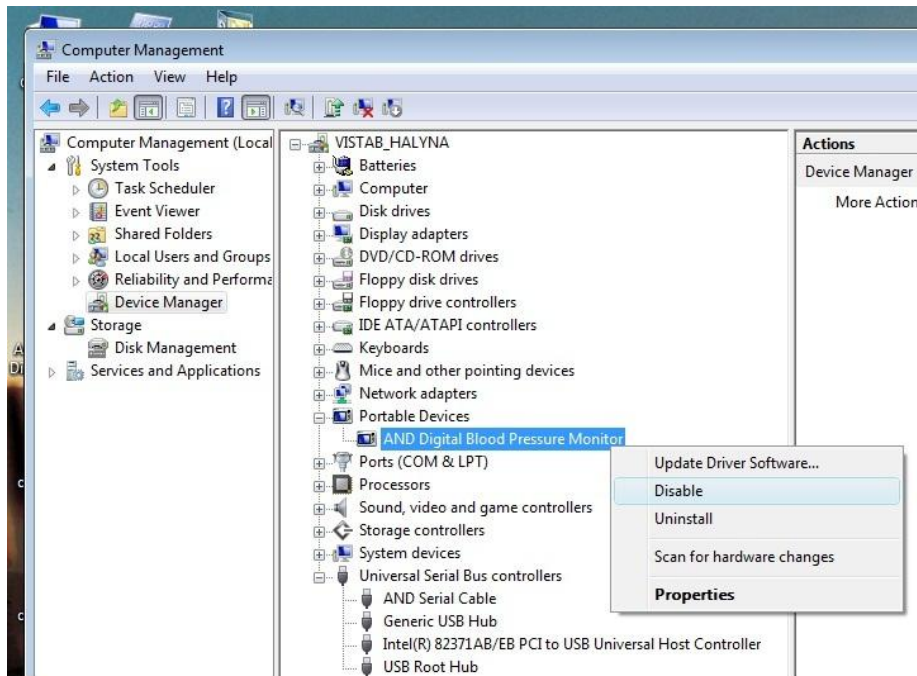 Computer Management
File Action View Help
Computer Management (Local
System Tools
Task Scheduler
Event Viewer
Shared Folders
Local Users and Groups
Reliability and Performa
Device Manager
Storage
Disk Management
Services and Applications
VISTAB_HALYNA
Batteries
Computer
Disk drives
Display adapters
DVD/CD-ROM drives
Floppy disk drives
Floppy drive controllers
IDE ATA/ATAPI controllers
Keyboards
Mice and other pointing devices
Network adapters
Portable Devices
AND Digital Blood Pressure Monitor
Ports (COM & LPT)
Processors
Sound, video and game controllers
Storage controllers
System devices
Universal Serial Bus controllers
AND Serial Cable
Generic USB Hub
Intel(R) 82371AB/EB PCI to USB Universal Host Controller
USB Root Hub
Update Driver Software...
Disable
Uninstall
Scan for hardware changes
Properties
Actions
Device Manager
More Action